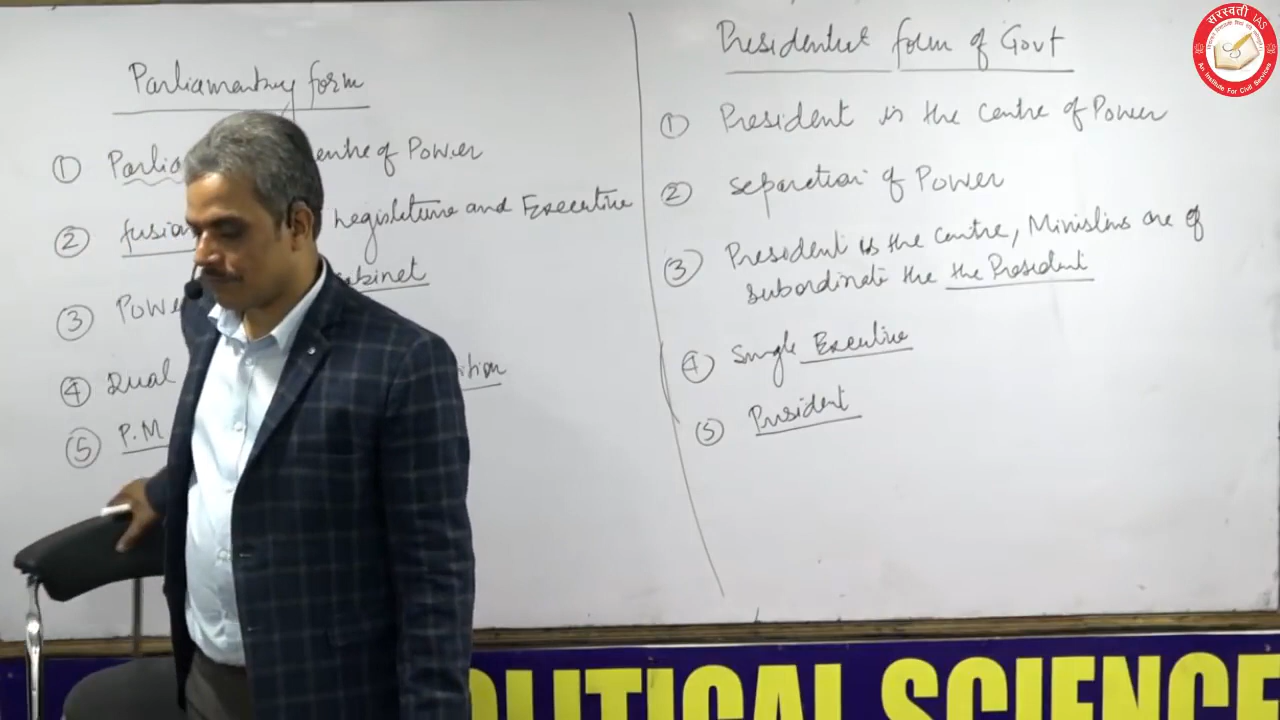 Parliamentary form
① Parlia entre of Power
② fusion Legislature and Executive
③ Powe abinet
④ Dual ition
⑤ P.M
Presidential form of Govt
① President is the centre of Power
② Separation of Power
③ President is the centre, Ministers are of
subordinate the the President
④ Single Executive
⑤ President
सरस्वती IAS
An Institute For Civil Services
OLITICAL SCIENCE